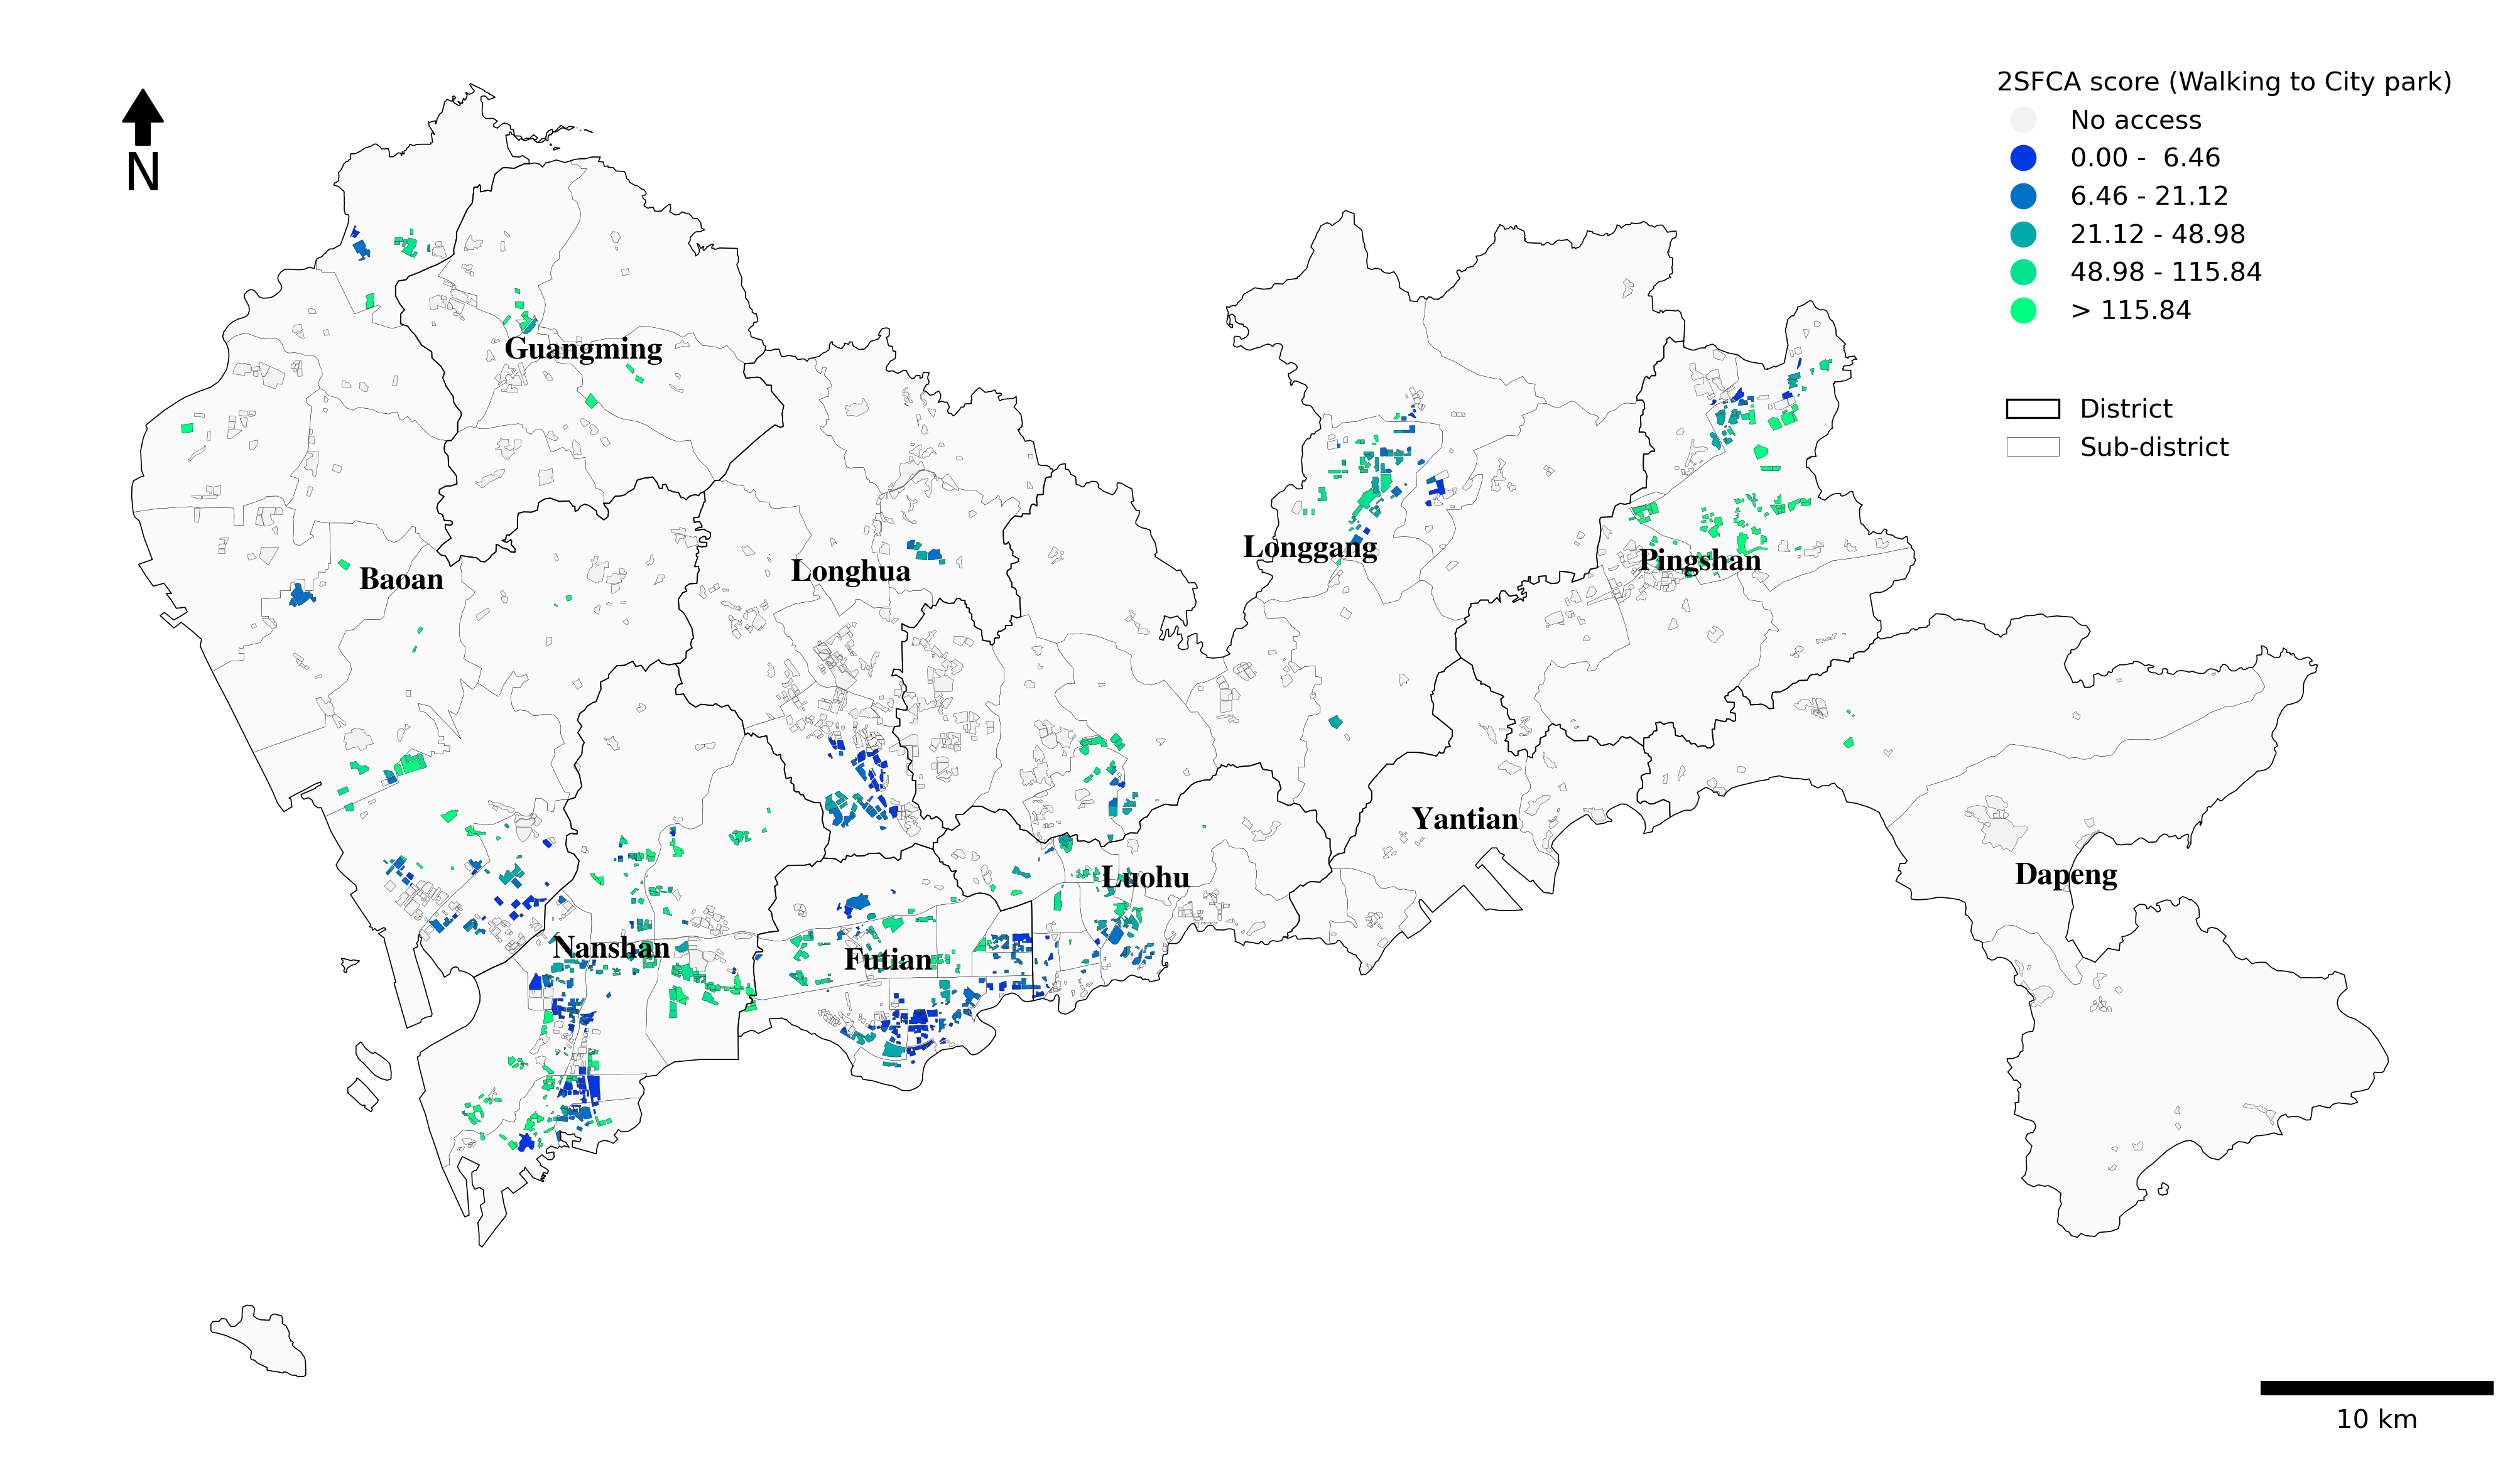 2SFCA score (Walking to City park)
No access
0.00 -  6.46
6.46 - 21.12
21.12 - 48.98
48.98 - 115.84
> 115.84
District
Sub-district
N
Guangming
Baoan
Longhua
Longgang
Pingshan
Yantian
Dapeng
Luohu
Nanshan
Futian
10 km